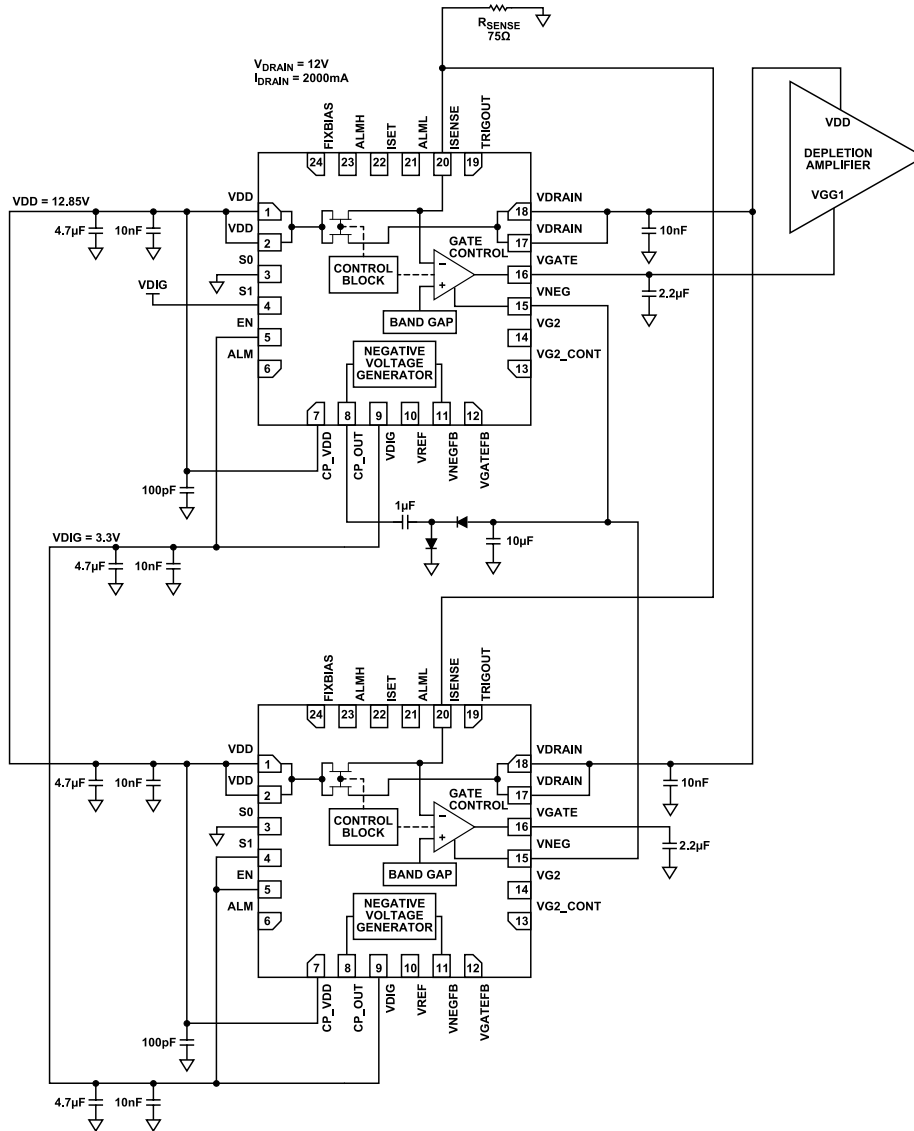 RSENSE
75Ω
VDRAIN = 12V
IDRAIN = 2000mA
FIXBIAS
ALMH
ISET
ALML
ISENSE
TRIGOUT
24
23
22
21
20
19
VDD
DEPLETION
AMPLIFIER
VGG1
VDD = 12.85V
4.7µF
10nF
VDD
1
VDD
2
S0
3
VDIG
S1
4
EN
5
ALM
6
CONTROL
BLOCK
GATE
CONTROL
–
+
BAND GAP
NEGATIVE
VOLTAGE
GENERATOR
VDRAIN
18
VDRAIN
17
VGATE
16
VNEG
15
VG2
14
VG2_CONT
13
10nF
2.2µF
7
8
9
10
11
12
CP_VDD
CP_OUT
VDIG
VREF
VNEGFB
VGATEFB
100pF
1µF
10µF
VDIG = 3.3V
4.7µF
10nF
FIXBIAS
ALMH
ISET
ALML
ISENSE
TRIGOUT
24
23
22
21
20
19
4.7µF
10nF
VDD
1
VDD
2
S0
3
S1
4
EN
5
ALM
6
CONTROL
BLOCK
GATE
CONTROL
–
+
BAND GAP
NEGATIVE
VOLTAGE
GENERATOR
VDRAIN
18
VDRAIN
17
VGATE
16
VNEG
15
VG2
14
VG2_CONT
13
10nF
2.2µF
7
8
9
10
11
12
CP_VDD
CP_OUT
VDIG
VREF
VNEGFB
VGATEFB
100pF
4.7µF
10nF